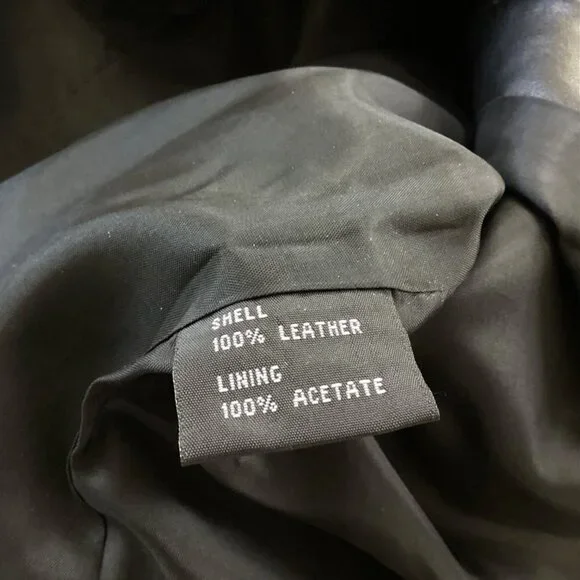 SHELL
100% LEATHER
LINING
100% ACETATE